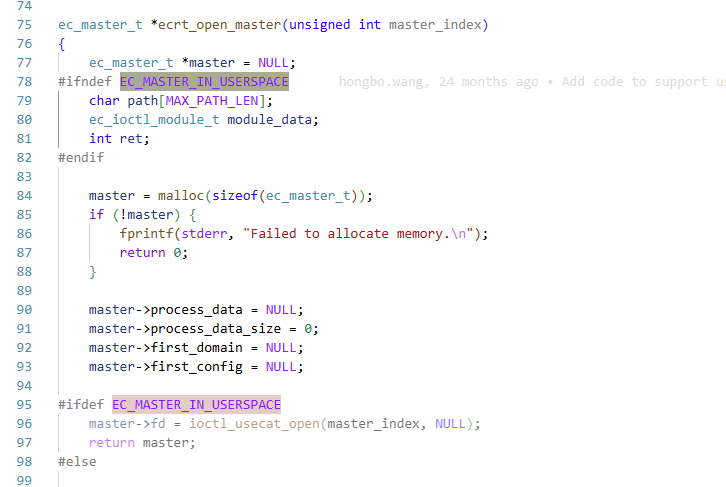 74
75 ec_master_t *ecrt_open_master(unsigned int master_index)
76 {
77     ec_master_t *master = NULL;
78 #ifndef EC_MASTER_IN_USERSPACE hongbo.wang, 24 months ago • Add code to support us
79     char path[MAX_PATH_LEN];
80     ec_ioctl_module_t module_data;
81     int ret;
82 #endif
83
84     master = malloc(sizeof(ec_master_t));
85     if (!master) {
86         fprintf(stderr, "Failed to allocate memory.\n");
87         return 0;
88     }
89
90     master->process_data = NULL;
91     master->process_data_size = 0;
92     master->first_domain = NULL;
93     master->first_config = NULL;
94
95 #ifdef EC_MASTER_IN_USERSPACE
96     master->fd = ioctl_usecat_open(master_index, NULL);
97     return master;
98 #else
99